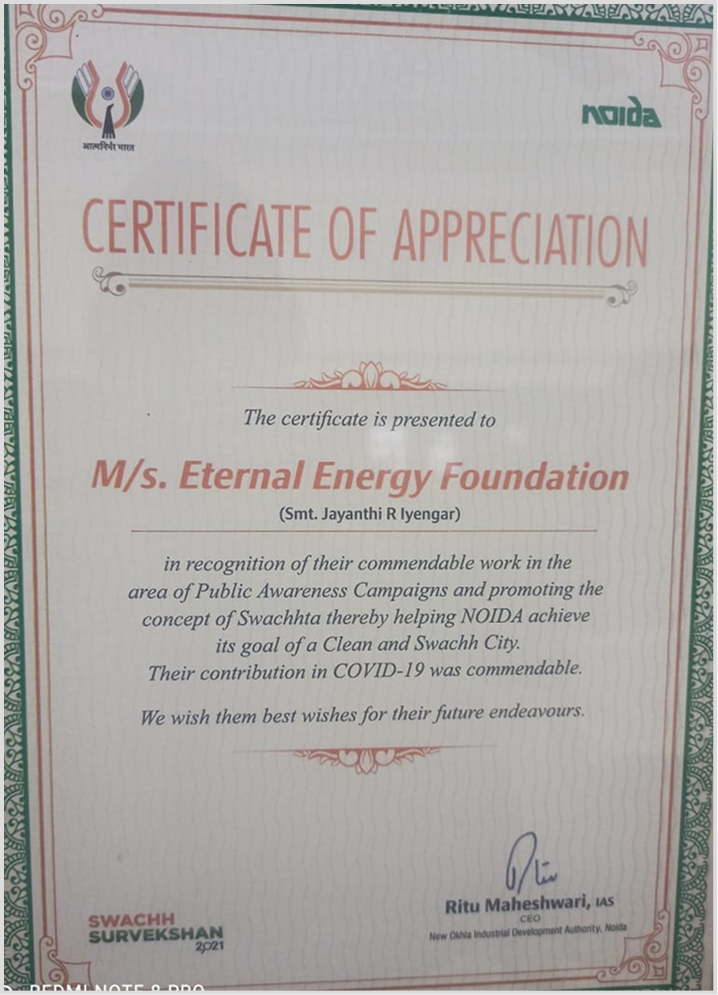 आत्मनिर्भर भारत
noida
CERTIFICATE OF APPRECIATION
The certificate is presented to
M/s. Eternal Energy Foundation
(Smt. Jayanthi R Iyengar)
in recognition of their commendable work in the
area of Public Awareness Campaigns and promoting the
concept of Swachhta thereby helping NOIDA achieve
its goal of a Clean and Swachh City.
Their contribution in COVID-19 was commendable.
We wish them best wishes for their future endeavours.
Ritu Maheshwari, IAS
CEO
New Okhla Industrial Development Authority, Noida
SWACHH
SURVEKSHAN
2021
REDMI NOTE 8 PRO